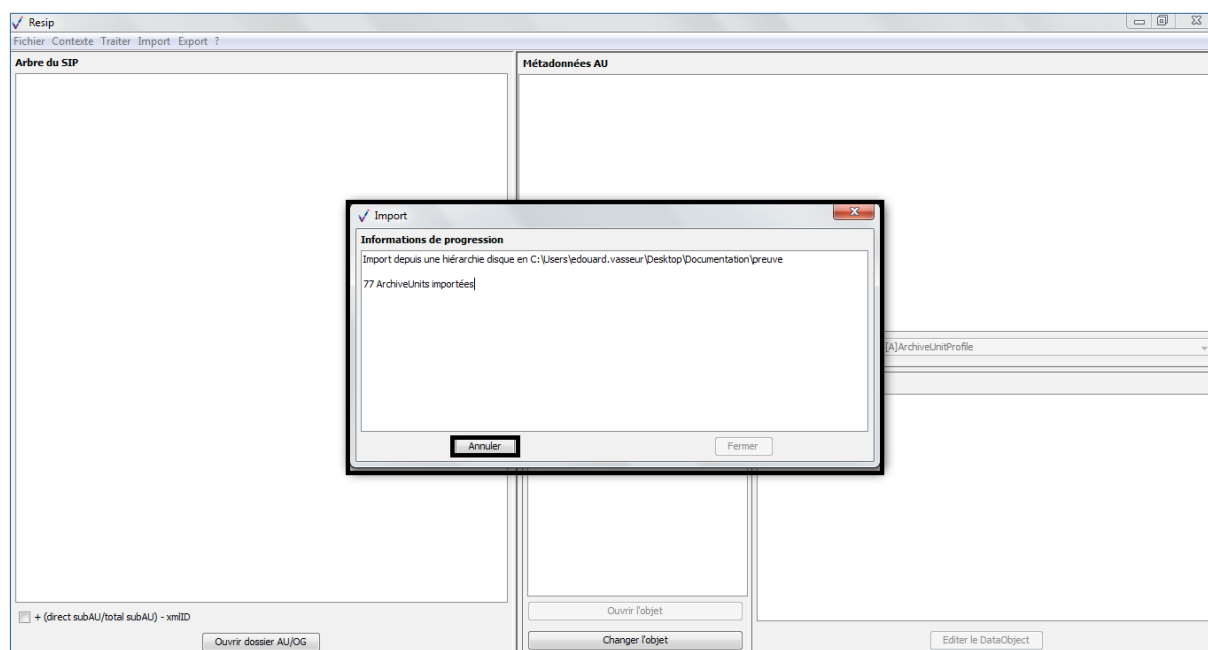 Resip
Fichier Contexte Traiter Import Export ?
Arbre du SIP
Métadonnées AU
Import
Informations de progression
Import depuis une hiérarchie disque en C:\Users\edouard.vasseur\Desktop\Documentation\preuve
77 ArchiveUnits importées
Annuler
Fermer
[A]ArchiveUnitProfile
+ (direct subAU/total subAU) - xmlID
Ouvrir dossier AU/OG
Ouvrir l'objet
Changer l'objet
Editer le DataObject